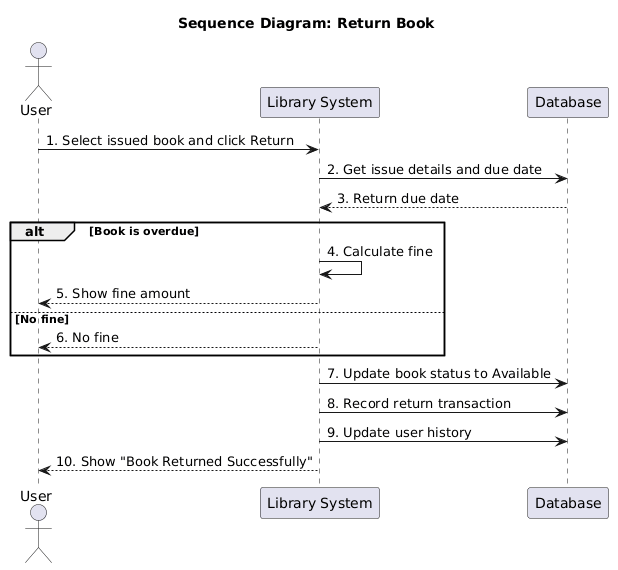 Sequence Diagram: Return Book
User
Library System
Database
1. Select issued book and click Return
2. Get issue details and due date
3. Return due date
alt [Book is overdue]
4. Calculate fine
5. Show fine amount
[No fine]
6. No fine
7. Update book status to Available
8. Record return transaction
9. Update user history
10. Show "Book Returned Successfully"
User
Library System
Database